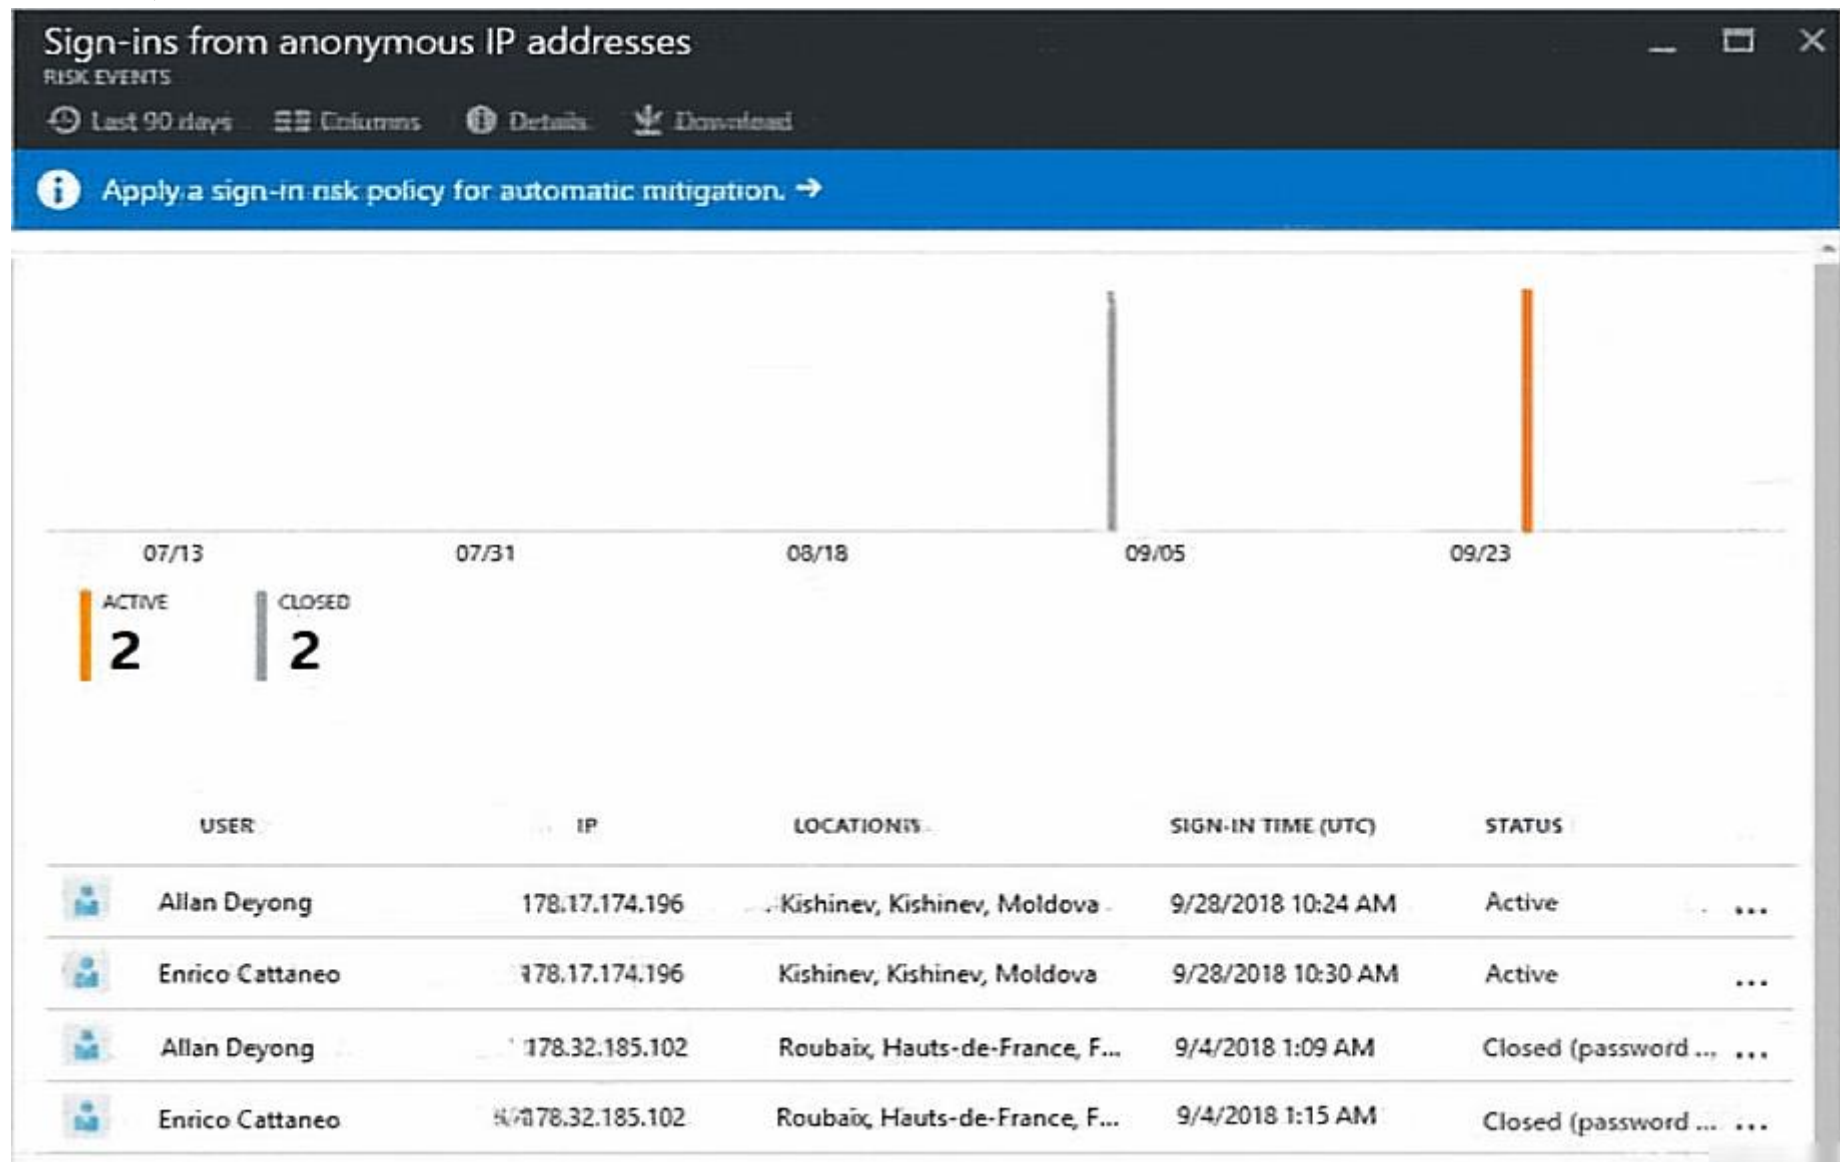 Sign-ins from anonymous IP addresses
RISK EVENTS
Last 90 days Columns Details Download
Apply a sign-in risk policy for automatic mitigation. →
07/13 07/31 08/18 09/05 09/23
ACTIVE CLOSED
2 2
USER IP LOCATION SIGN-IN TIME (UTC) STATUS
Allan Deyong 178.17.174.196 Kishinev, Kishinev, Moldova 9/28/2018 10:24 AM Active ...
Enrico Cattaneo 178.17.174.196 Kishinev, Kishinev, Moldova 9/28/2018 10:30 AM Active ...
Allan Deyong 178.32.185.102 Roubaix, Hauts-de-France, F... 9/4/2018 1:09 AM Closed (password ... ...
Enrico Cattaneo 178.32.185.102 Roubaix, Hauts-de-France, F... 9/4/2018 1:15 AM Closed (password ... ...